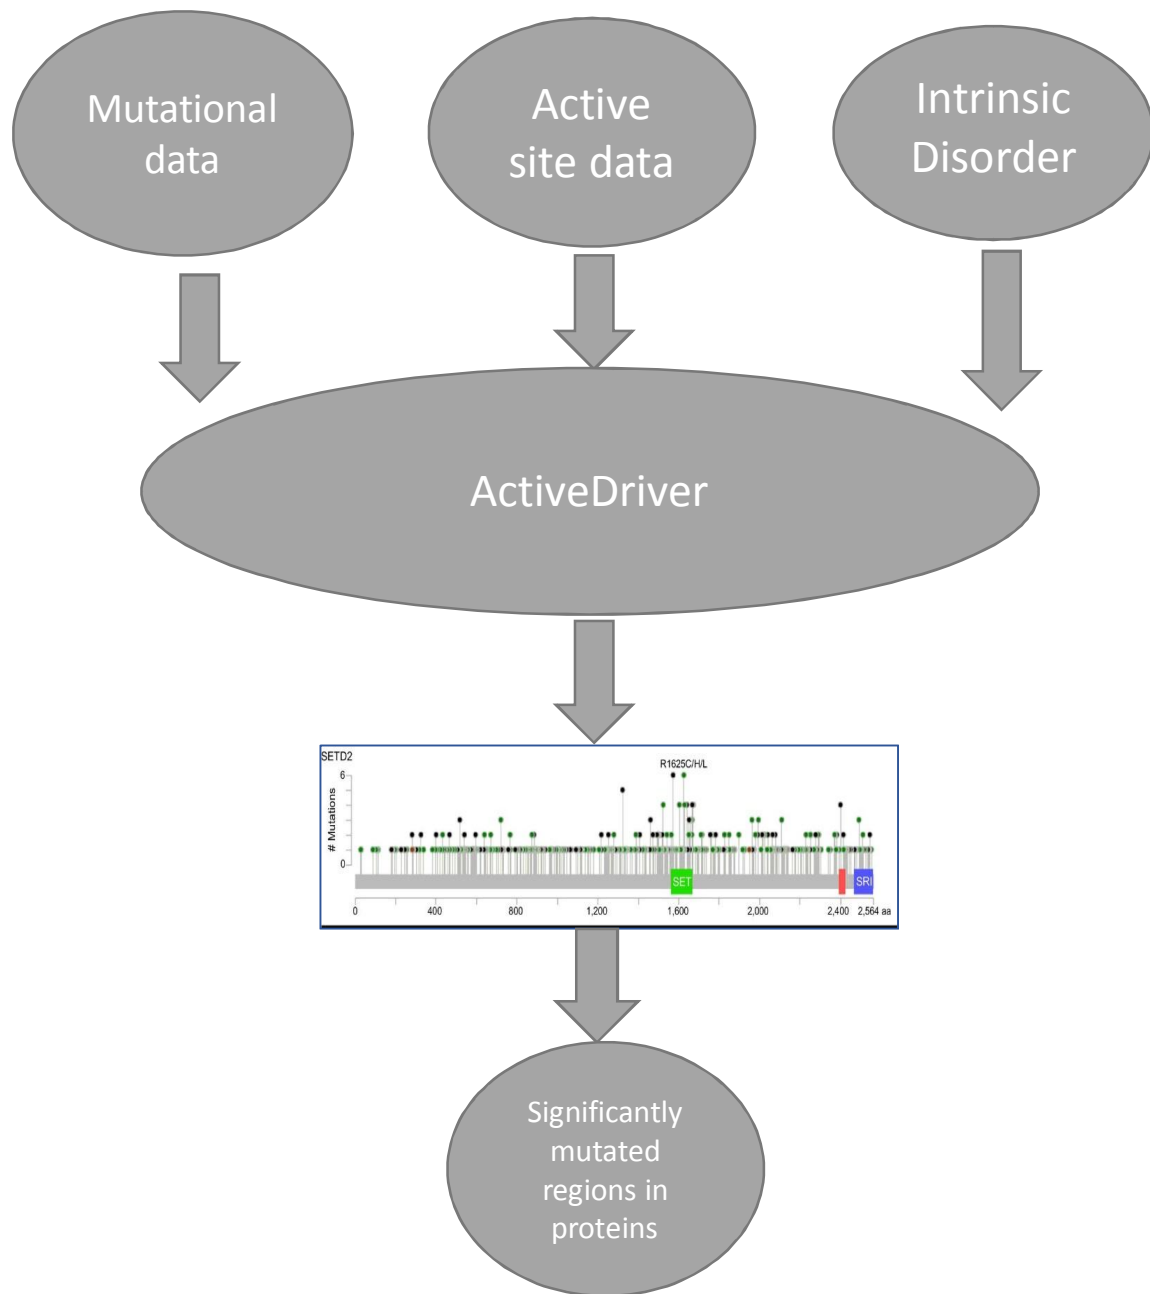 Mutational
data
Active
site data
Intrinsic
Disorder
ActiveDriver
SETD2
R1625C/H/L
6
# Mutations
0
SET
SRI
0 400 800 1,200 1,600 2,000 2,400 2,564 aa
Significantly
mutated
regions in
proteins